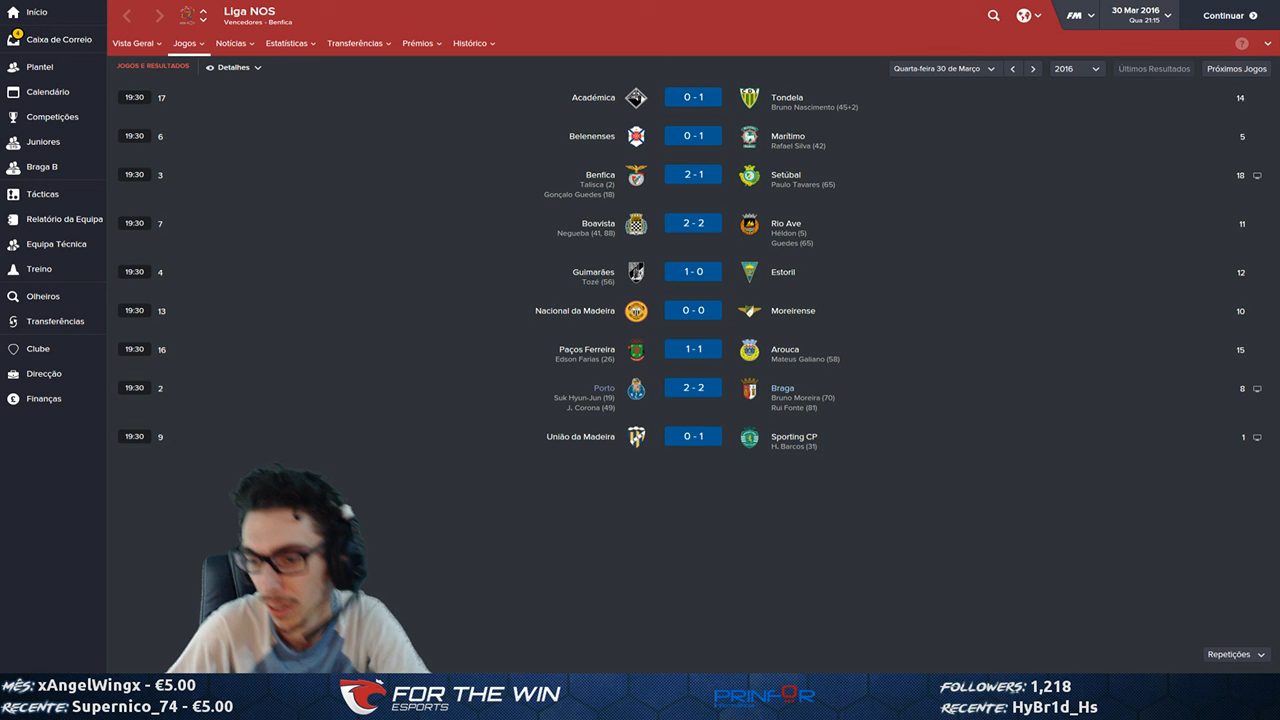 Início
Caixa de Correio
4
Plantel
Calendário
Competições
Juniores
Braga B
Tácticas
Relatório da Equipa
Equipa Técnica
Treino
Olheiros
Transferências
Clube
Direcção
Finanças
Liga NOS
Vencedores - Benfica
FM
30 Mar 2016
Qua 21:15
Continuar
Vista Geral
Jogos
Notícias
Estatísticas
Transferências
Prémios
Histórico
?
JOGOS E RESULTADOS
Detalhes
Quarta-feira 30 de Março
2016
Últimos Resultados
Próximos Jogos
19:30 17 Académica 0 - 1 Tondela 14
Bruno Nascimento (45+2)
19:30 6 Belenenses 0 - 1 Marítimo 5
Rafael Silva (42)
19:30 3 Benfica 2 - 1 Setúbal 18
Talisca (2) Paulo Tavares (65)
Gonçalo Guedes (18)
19:30 7 Boavista 2 - 2 Rio Ave 11
Negueba (41, 88) Héldon (5)
Guedes (65)
19:30 4 Guimarães 1 - 0 Estoril 12
Tozé (56)
19:30 13 Nacional da Madeira 0 - 0 Moreirense 10
19:30 16 Paços Ferreira 1 - 1 Arouca 15
Edson Farias (26) Mateus Galiano (58)
19:30 2 Porto 2 - 2 Braga 8
Suk Hyun-Jun (19) Bruno Moreira (70)
J. Corona (49) Rui Fonte (81)
19:30 9 União da Madeira 0 - 1 Sporting CP 1
H. Barcos (31)
Repetições
MÊS: xAngelWingx - €5.00
RECENTE: Supernico_74 - €5.00
FOR THE WIN
ESPORTS
PRINFOR
FOLLOWERS: 1,218
RECENTE: HyBr1d_Hs